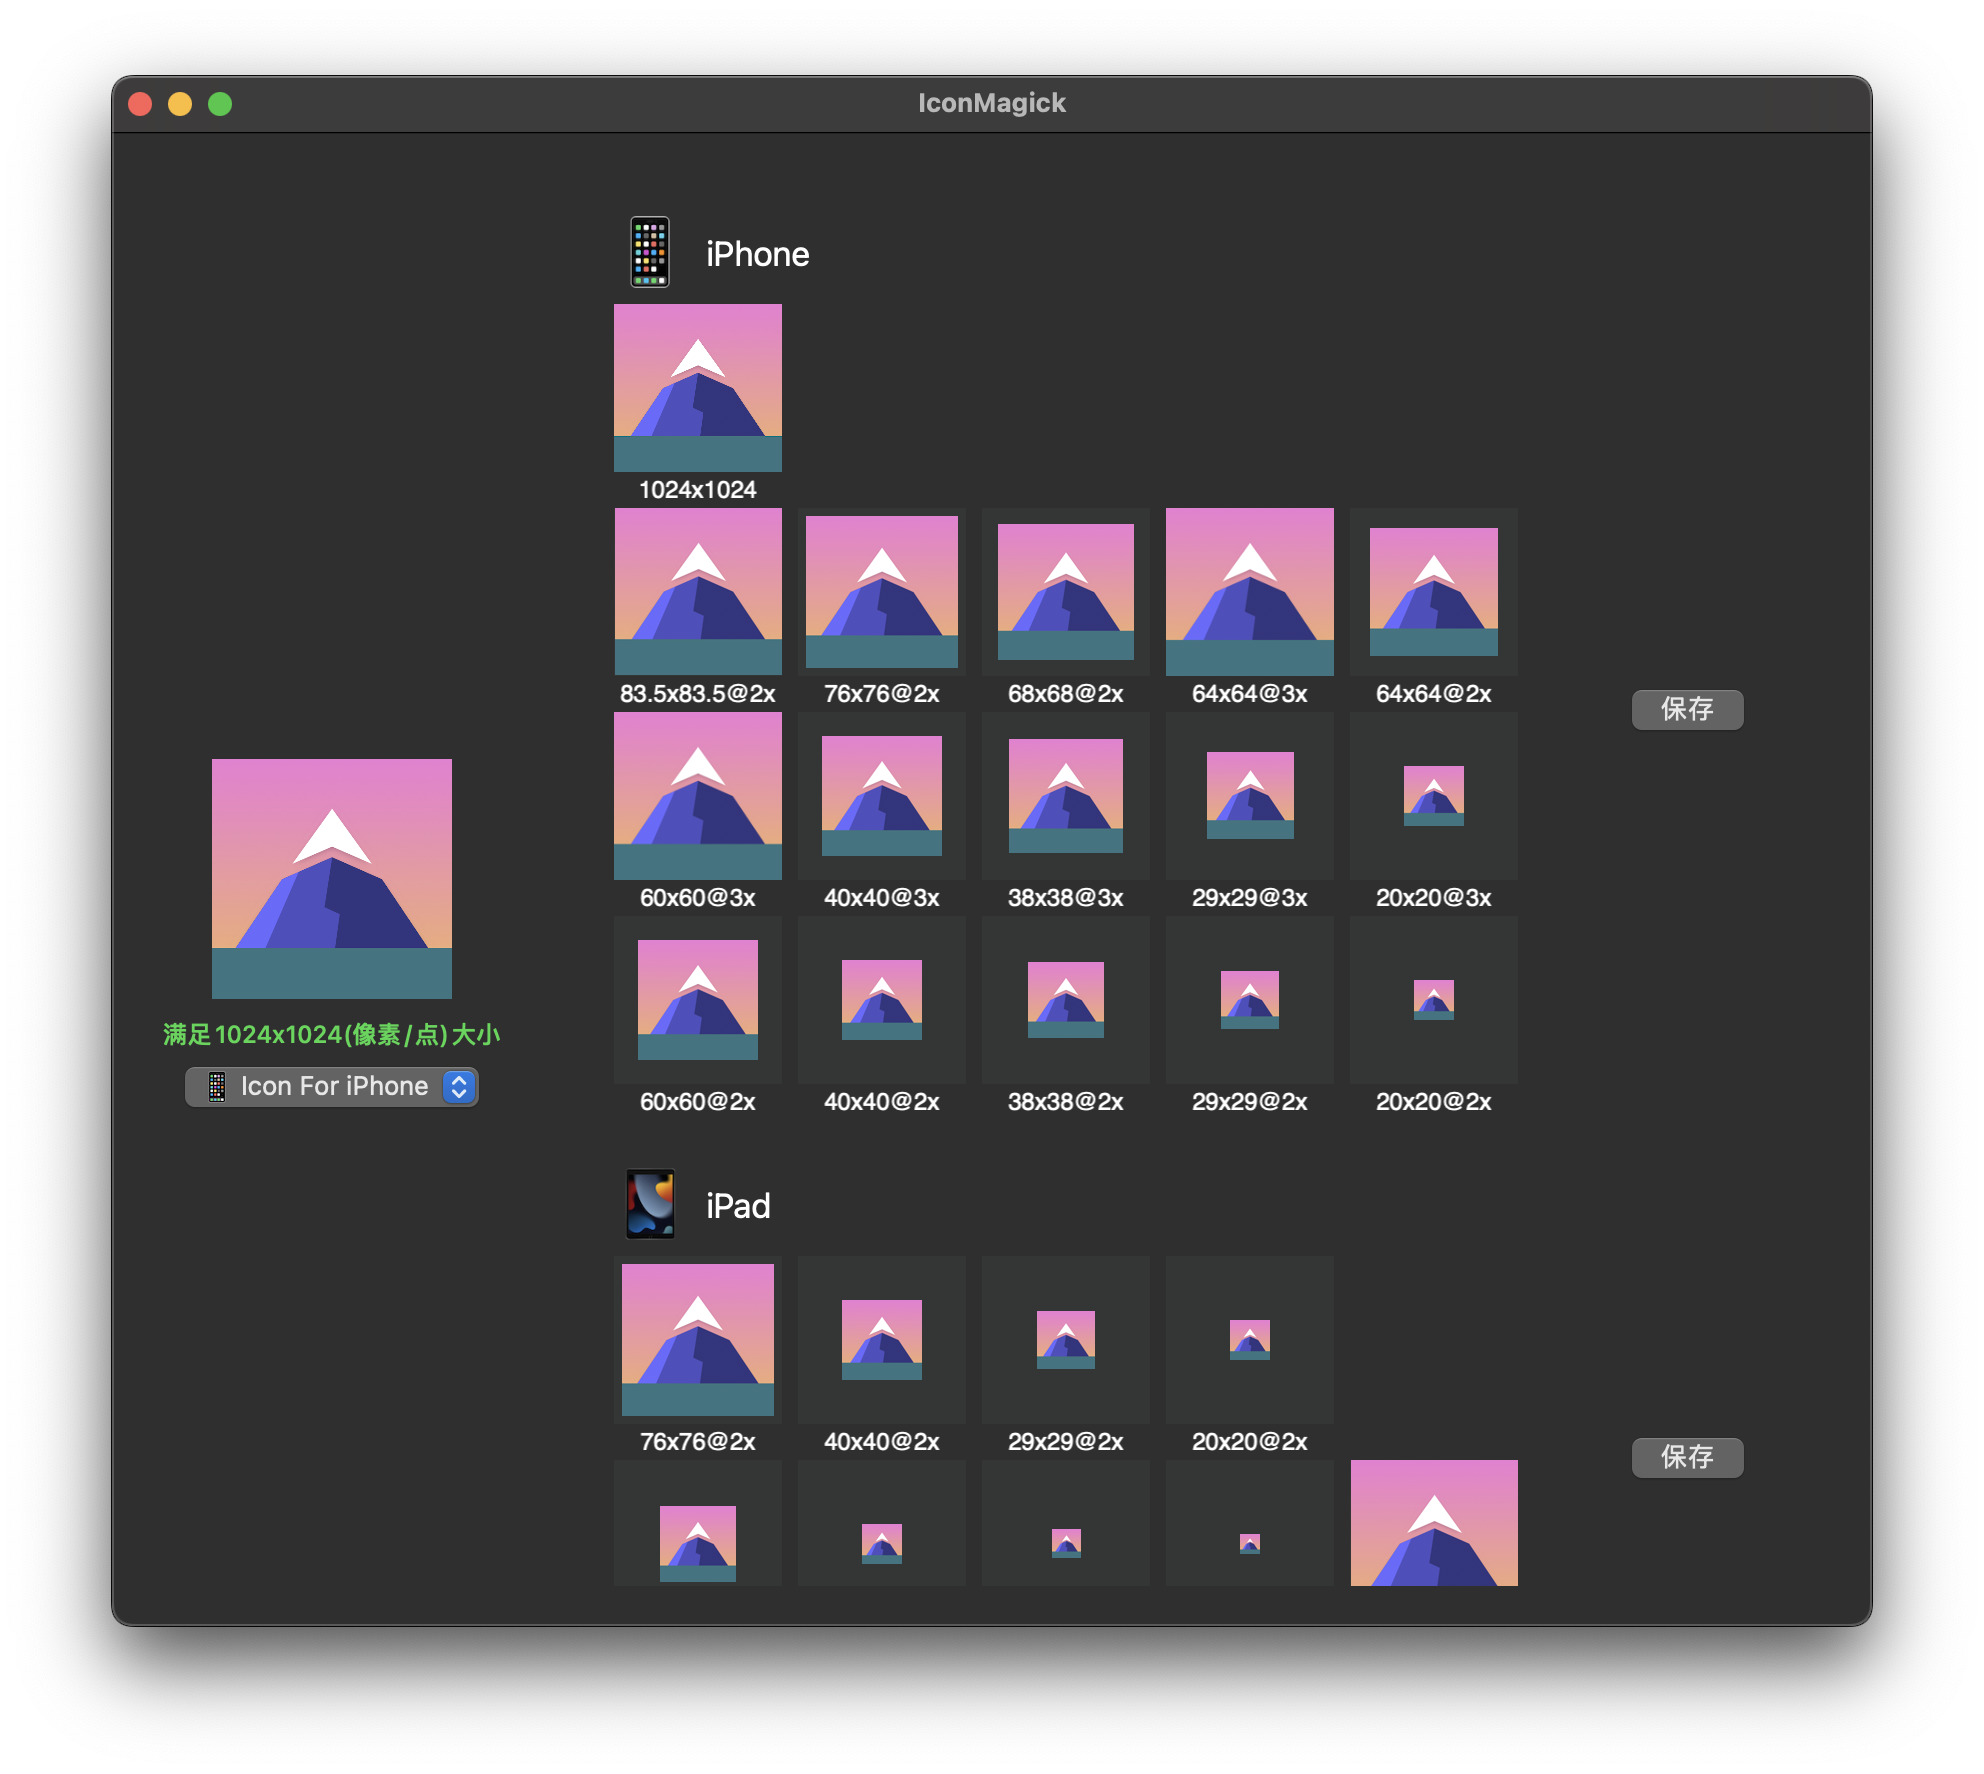 IconMagick
iPhone
1024x1024
83.5x83.5@2x 76x76@2x 68x68@2x 64x64@3x 64x64@2x
保存
60x60@3x 40x40@3x 38x38@3x 29x29@3x 20x20@3x
满足1024x1024(像素/点)大小
Icon For iPhone
60x60@2x 40x40@2x 38x38@2x 29x29@2x 20x20@2x
iPad
76x76@2x 40x40@2x 29x29@2x 20x20@2x
保存